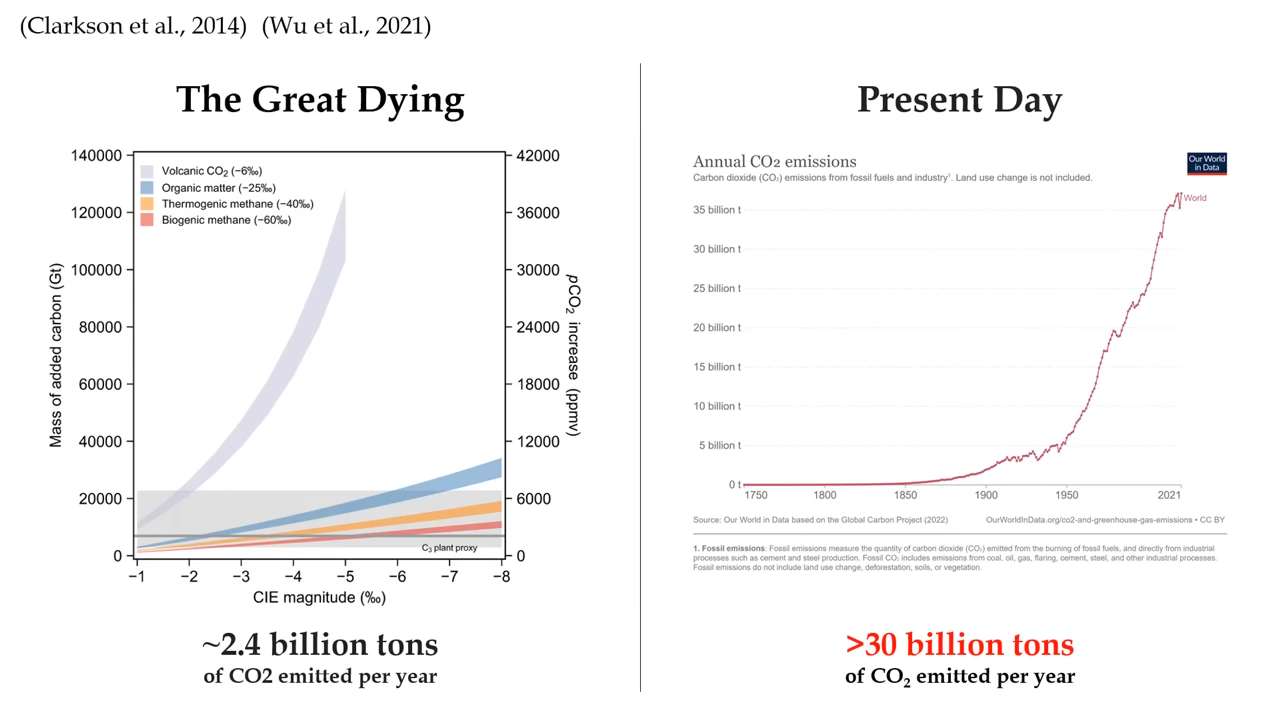 (Clarkson et al., 2014) (Wu et al., 2021)
The Great Dying
140000
120000
100000
80000
60000
40000
20000
0
Mass of added carbon (Gt)
Volcanic CO₂ (−6‰)
Organic matter (−25‰)
Thermogenic methane (−40‰)
Biogenic methane (−60‰)
C₃ plant proxy
42000
36000
30000
24000
18000
12000
6000
0
pCO₂ increase (ppmv)
−1 −2 −3 −4 −5 −6 −7 −8
CIE magnitude (‰)
~2.4 billion tons
of CO2 emitted per year
Present Day
Annual CO₂ emissions
Carbon dioxide (CO₂) emissions from fossil fuels and industry¹. Land use change is not included.
Our World
in Data
World
35 billion t
30 billion t
25 billion t
20 billion t
15 billion t
10 billion t
5 billion t
0 t
1750 1800 1850 1900 1950 2021
Source: Our World in Data based on the Global Carbon Project (2022) OurWorldInData.org/co2-and-greenhouse-gas-emissions • CC BY
1. Fossil emissions: Fossil emissions measure the quantity of carbon dioxide (CO₂) emitted from the burning of fossil fuels, and directly from industrial
processes such as cement and steel production. Fossil CO₂ includes emissions from coal, oil, gas, flaring, cement, steel, and other industrial processes.
Fossil emissions do not include land use change, deforestation, soils, or vegetation.
>30 billion tons
of CO₂ emitted per year